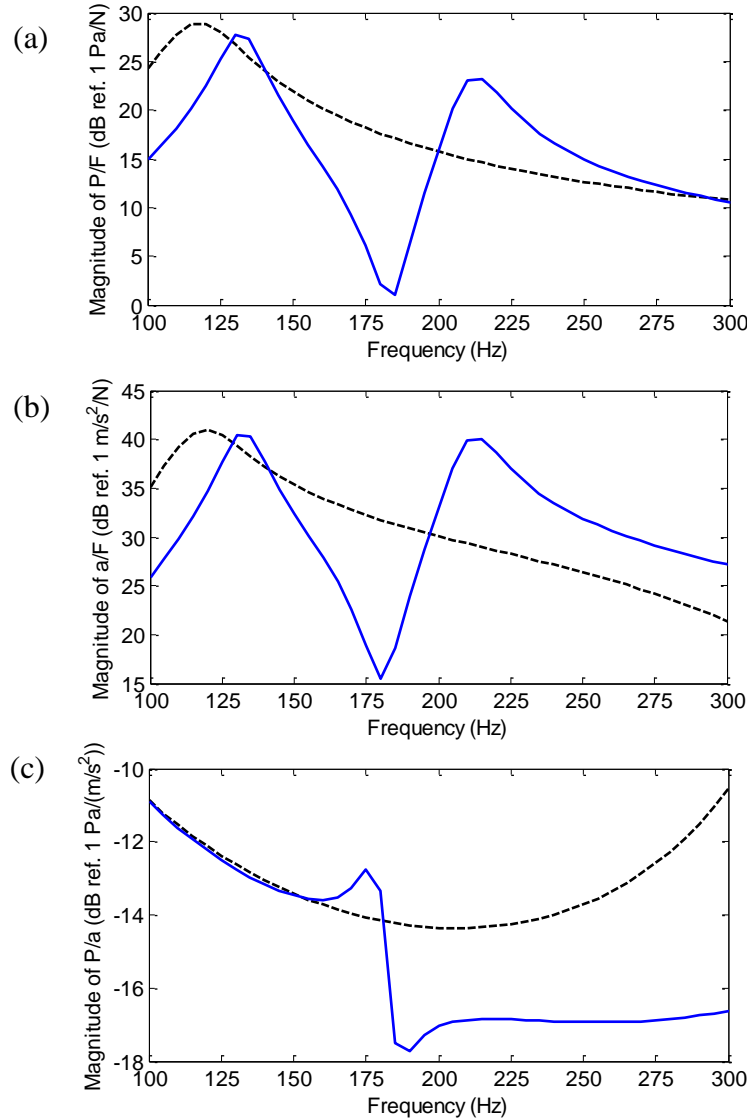 (a)
Magnitude of P/F (dB ref. 1 Pa/N)
30
25
20
15
10
5
0
100 125 150 175 200 225 250 275 300
Frequency (Hz)
(b)
Magnitude of a/F (dB ref. 1 m/s²/N)
45
40
35
30
25
20
15
100 125 150 175 200 225 250 275 300
Frequency (Hz)
(c)
Magnitude of P/a (dB ref. 1 Pa/(m/s²))
-10
-12
-14
-16
-18
100 125 150 175 200 225 250 275 300
Frequency (Hz)